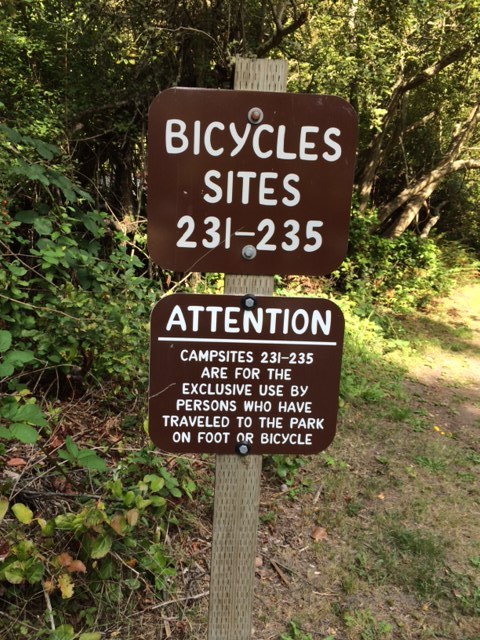 BICYCLES
SITES
231-235
ATTENTION
CAMPSITES 231-235
ARE FOR THE
EXCLUSIVE USE BY
PERSONS WHO HAVE
TRAVELED TO THE PARK
ON FOOT OR BICYCLE